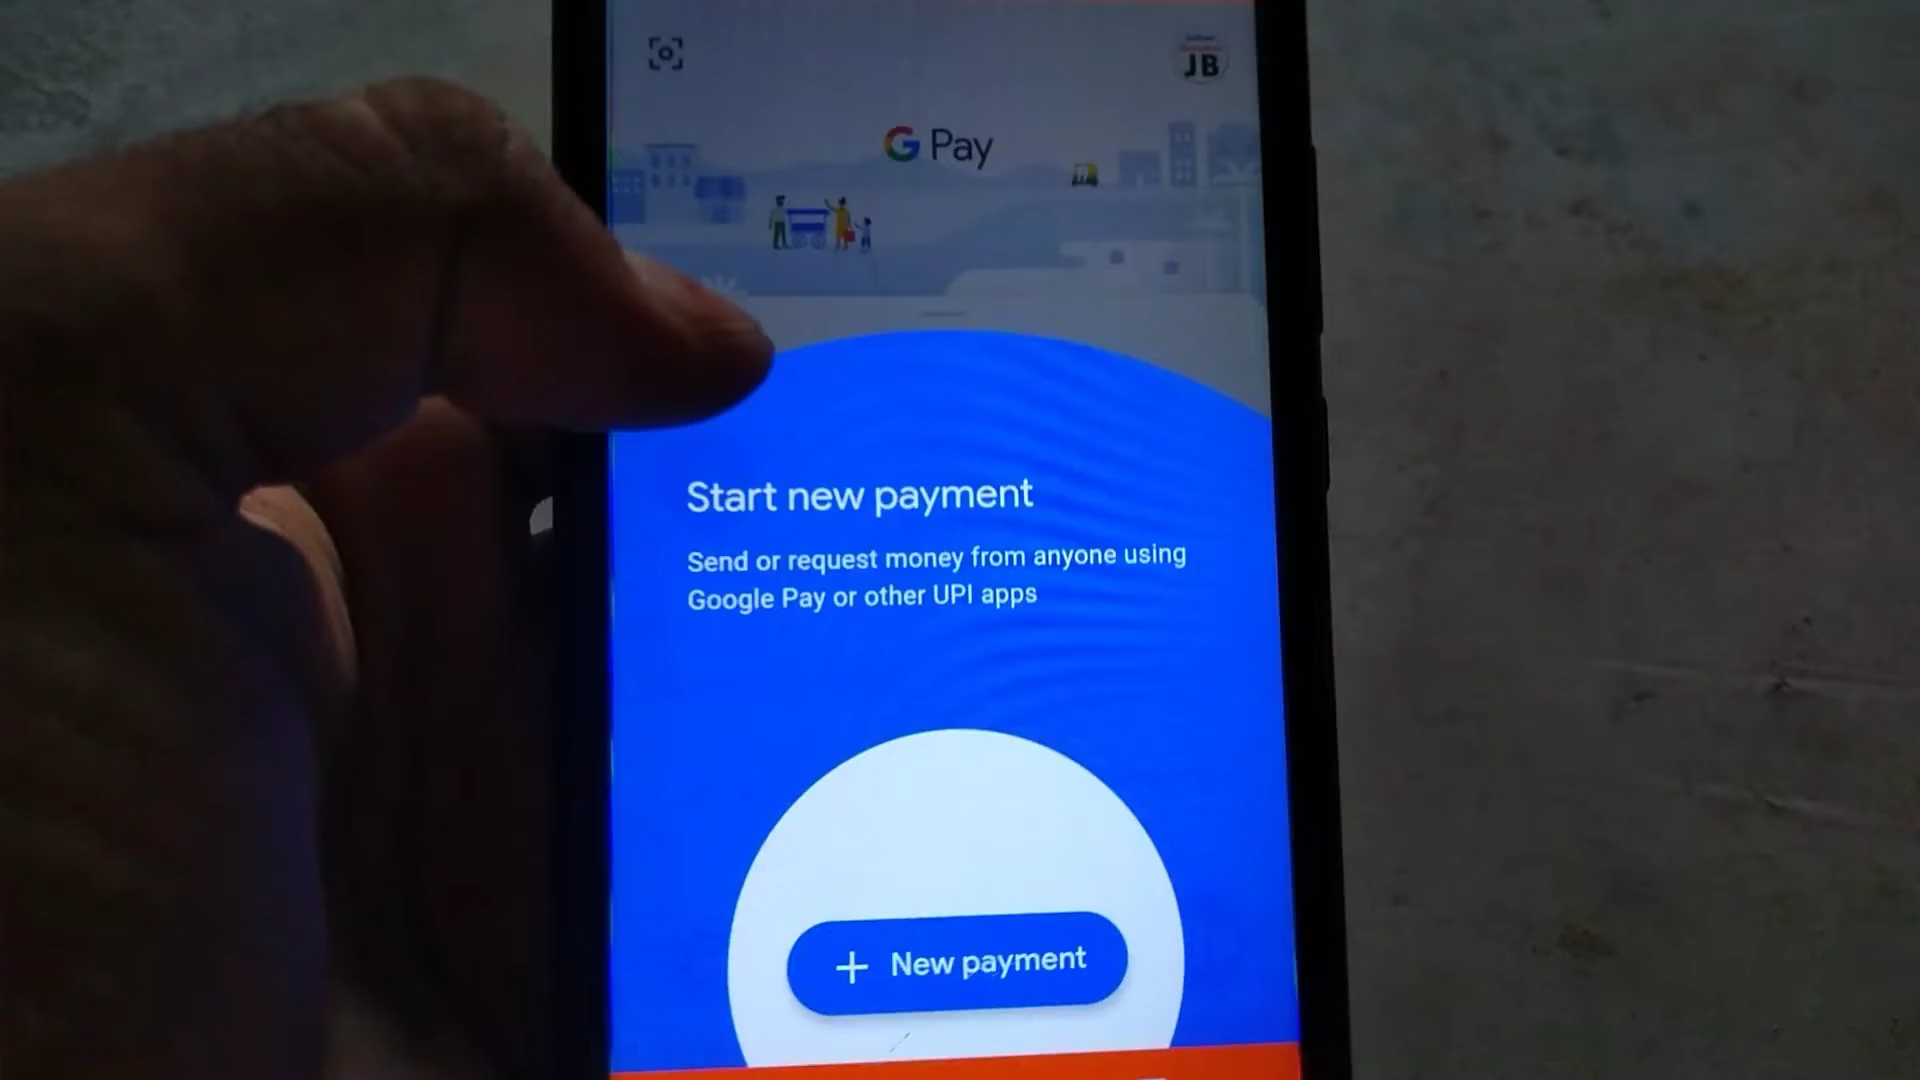 JB
G Pay
Start new payment
Send or request money from anyone using
Google Pay or other UPI apps
+ New payment